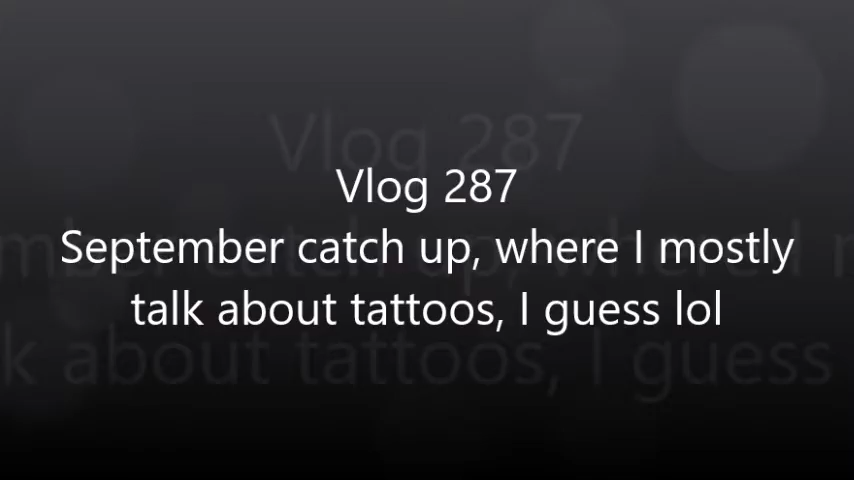 Vlog 287
September catch up, where I mostly
talk about tattoos, I guess lol